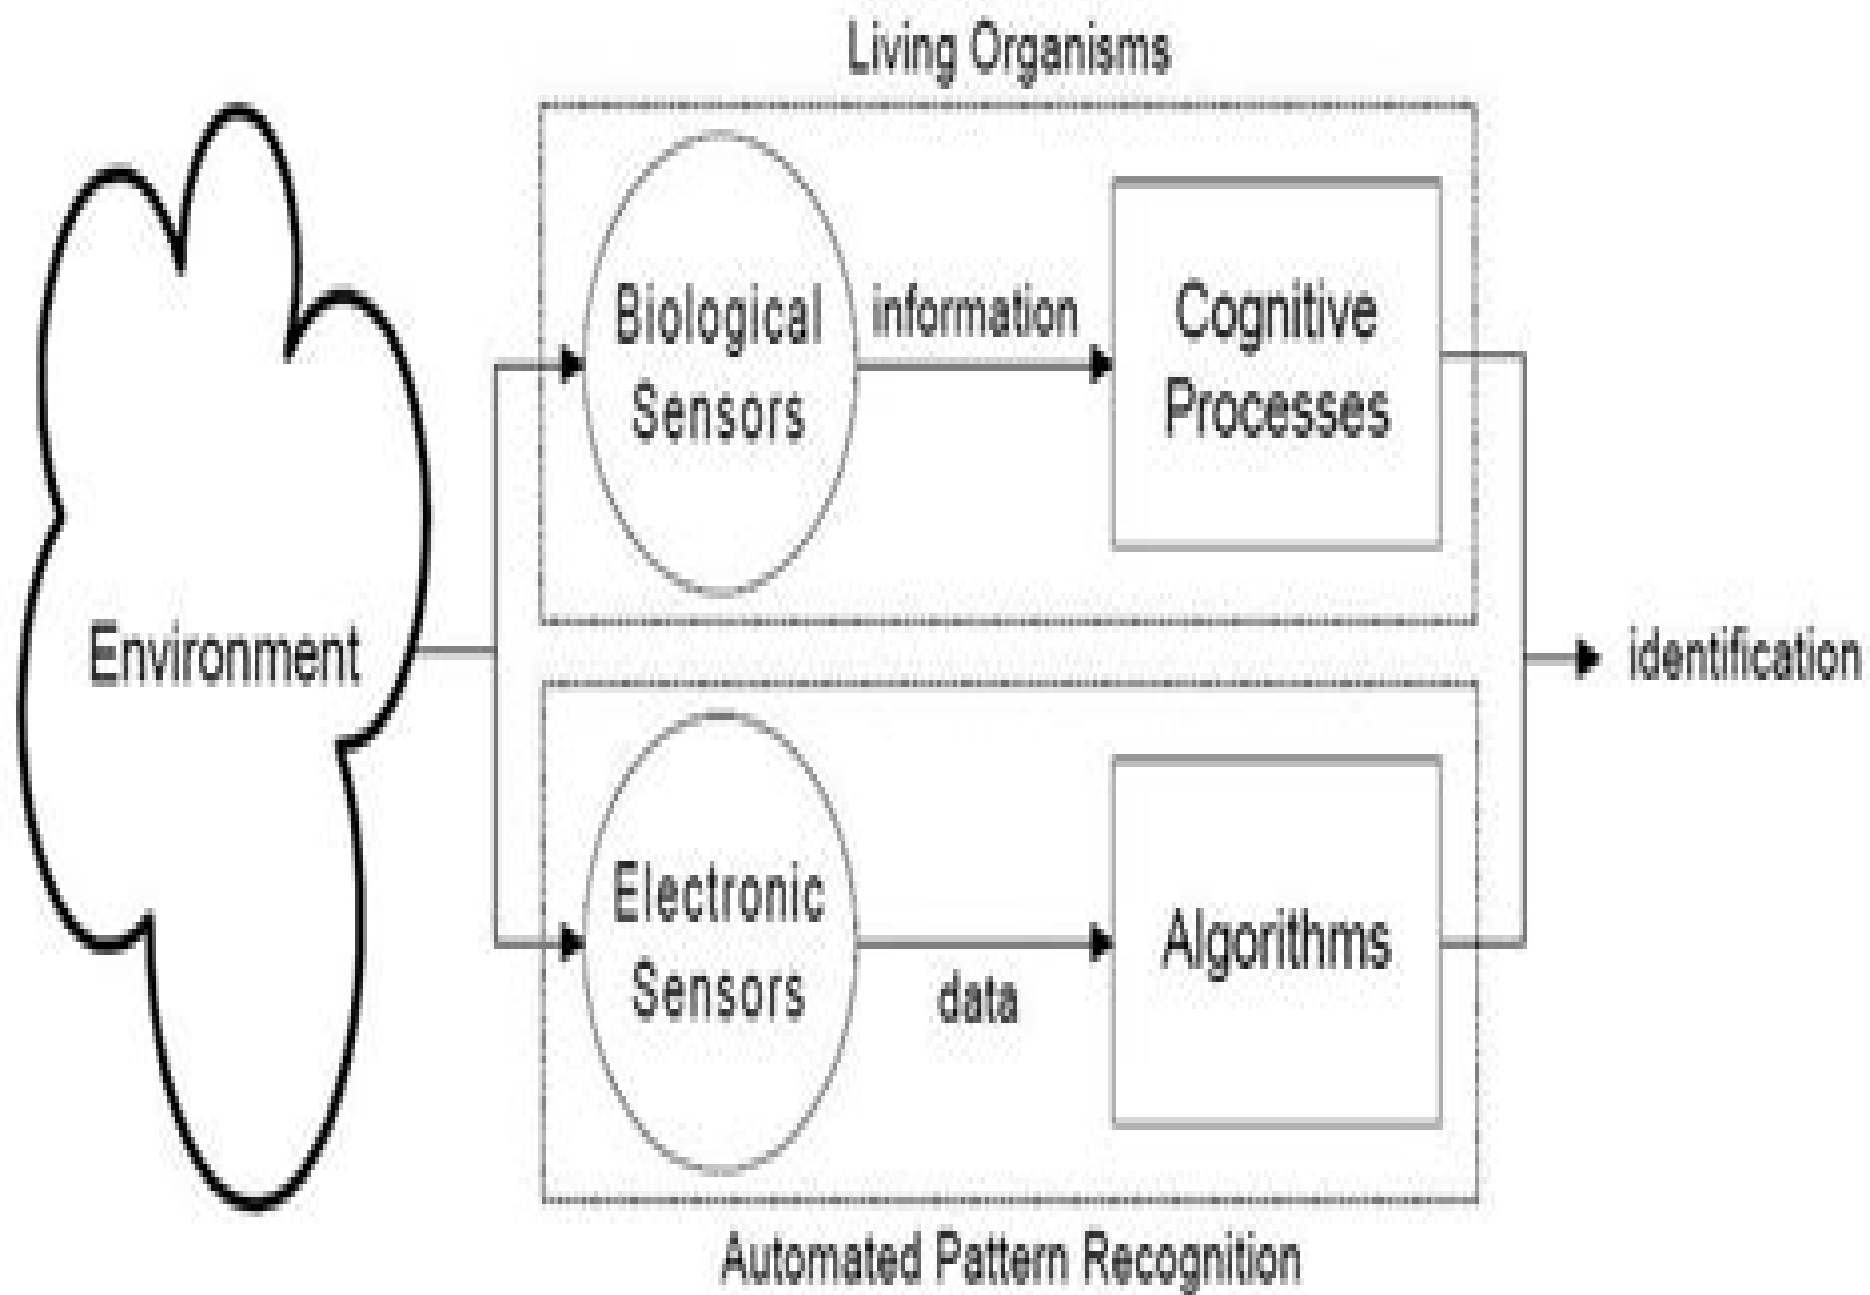 Living Organisms
Biological
Sensors
information
Cognitive
Processes
Environment
identification
Electronic
Sensors
data
Algorithms
Automated Pattern Recognition